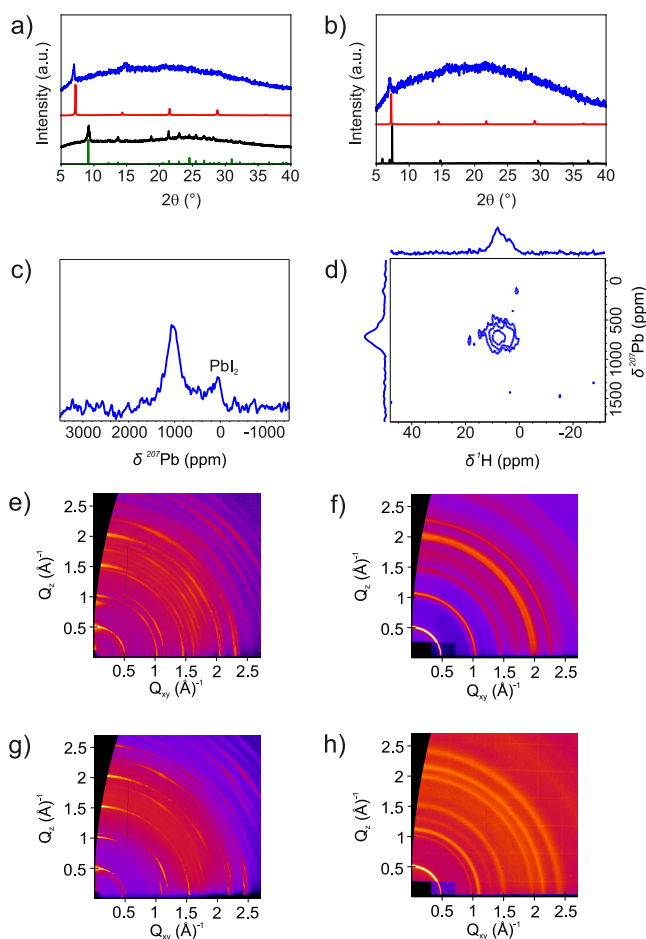 a)
Intensity (a.u.)
5 10 15 20 25 30 35 40
2θ (°)
b)
Intensity (a.u.)
5 10 15 20 25 30 35 40
2θ (°)
c)
PbI2
3000 2000 1000 0 -1000
δ 207Pb (ppm)
d)
0
500
1000
1500
δ207Pb (ppm)
40 20 0 -20
δ1H (ppm)
e)
2.5
2
1.5
1
0.5
Qz (Å)-1
0.5 1 1.5 2 2.5
Qxy (Å)-1
f)
2.5
2
1.5
1
0.5
Qz (Å)-1
0.5 1 1.5 2 2.5
Qxy (Å)-1
g)
2.5
2
1.5
1
0.5
Qz (Å)-1
0.5 1 1.5 2 2.5
Qxy (Å)-1
h)
2.5
2
1.5
1
0.5
Qz (Å)-1
0.5 1 1.5 2 2.5
Qxy (Å)-1